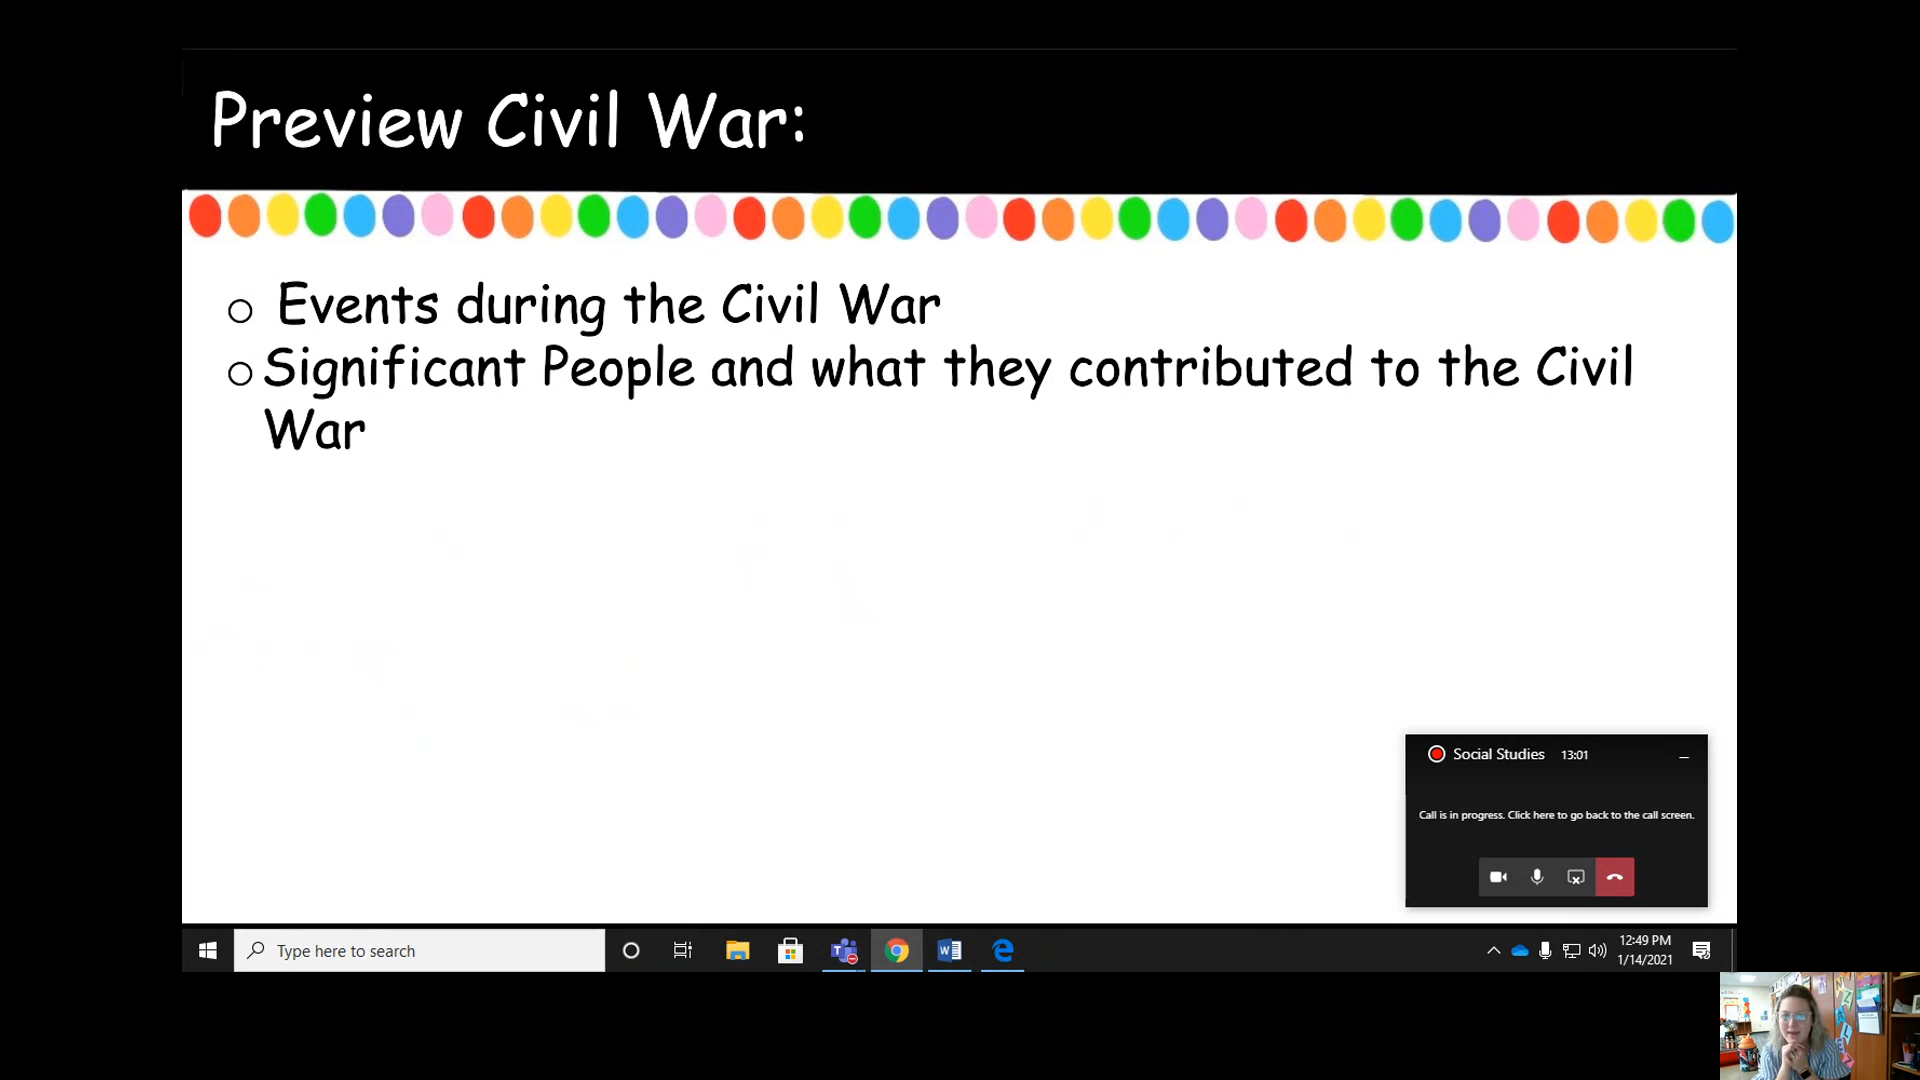 Preview Civil War:
o Events during the Civil War
o Significant People and what they contributed to the Civil
War
Social Studies 13:01
Call is in progress. Click here to go back to the call screen.
Type here to search
12:49 PM
1/14/2021